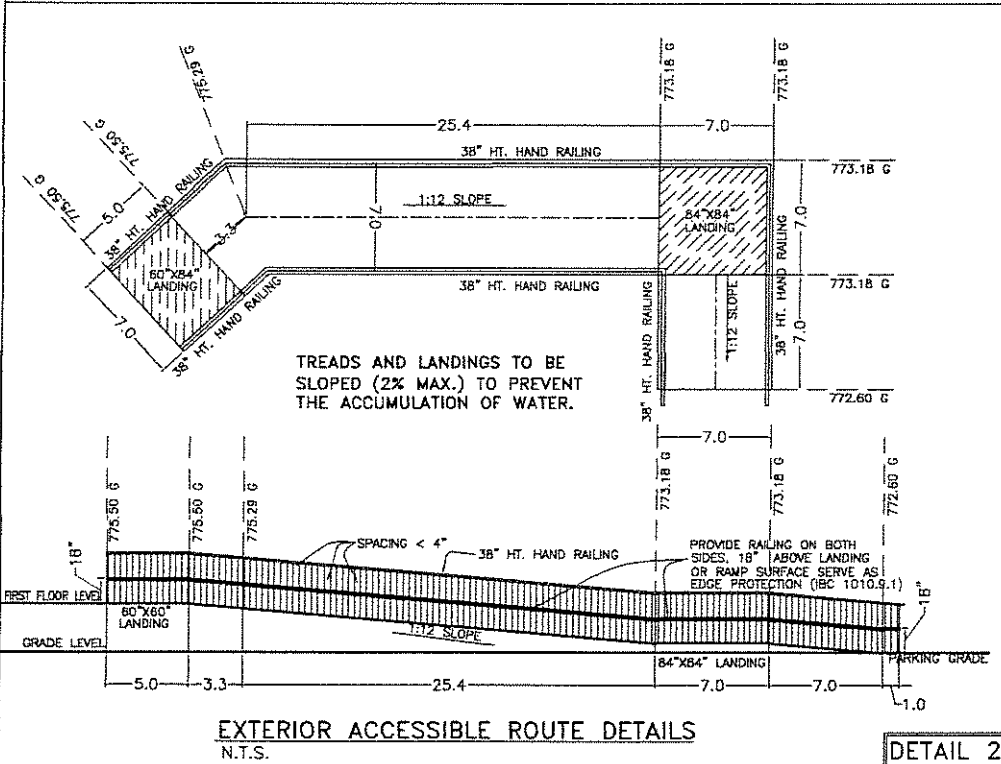 775.29 G
775.50 G
775.50 G
773.18 G
773.18 G
25.4
7.0
38" HT. HAND RAILING
773.18 G
38" HT. HAND RAILING
5.0
3.3
1:12 SLOPE
7.0
84"X84"
LANDING
7.0
38" HT. HAND RAILING
60"X84"
LANDING
7.0
38" HT. HAND RAILING
38" HT. HAND RAILING
773.18 G
38" HT. HAND RAILING
1:12 SLOPE
7.0
772.60 G
TREADS AND LANDINGS TO BE
SLOPED (2% MAX.) TO PREVENT
THE ACCUMULATION OF WATER.
7.0
775.50 G
775.50 G
775.29 G
773.18 G
773.18 G
772.60 G
18"
SPACING < 4"
38" HT. HAND RAILING
PROVIDE RAILING ON BOTH
SIDES, 18" ABOVE LANDING
OR RAMP SURFACE SERVE AS
EDGE PROTECTION (IBC 1010.9.1)
18"
FIRST FLOOR LEVEL
60"X60"
LANDING
1:12 SLOPE
GRADE LEVEL
84"X84" LANDING
PARKING GRADE
5.0
3.3
25.4
7.0
7.0
1.0
EXTERIOR ACCESSIBLE ROUTE DETAILS
N.T.S.
DETAIL 2